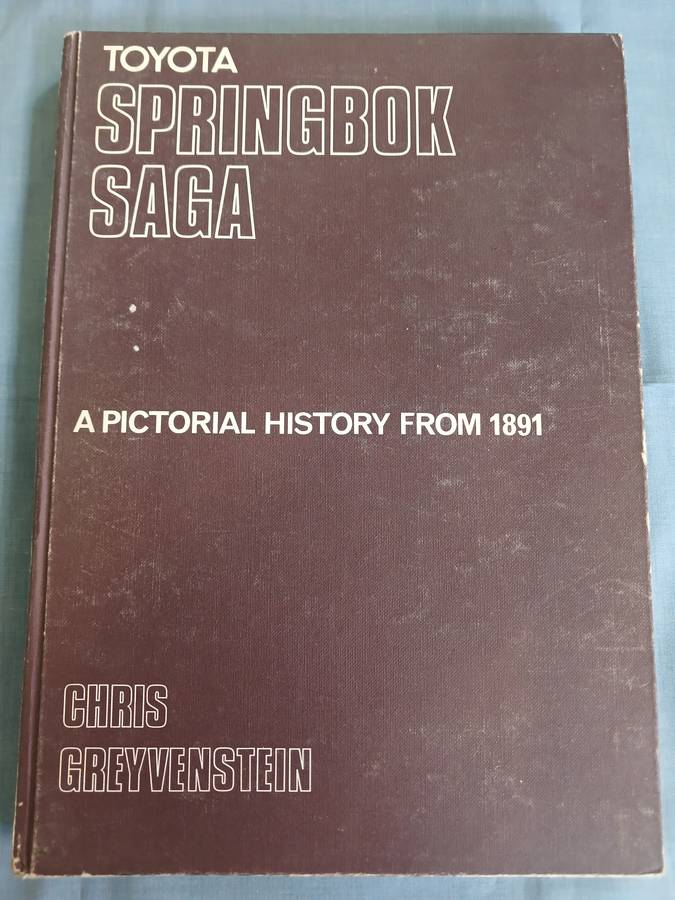 TOYOTA
SPRINGBOK
SAGA
A PICTORIAL HISTORY FROM 1891
CHRIS
GREYVENSTEIN